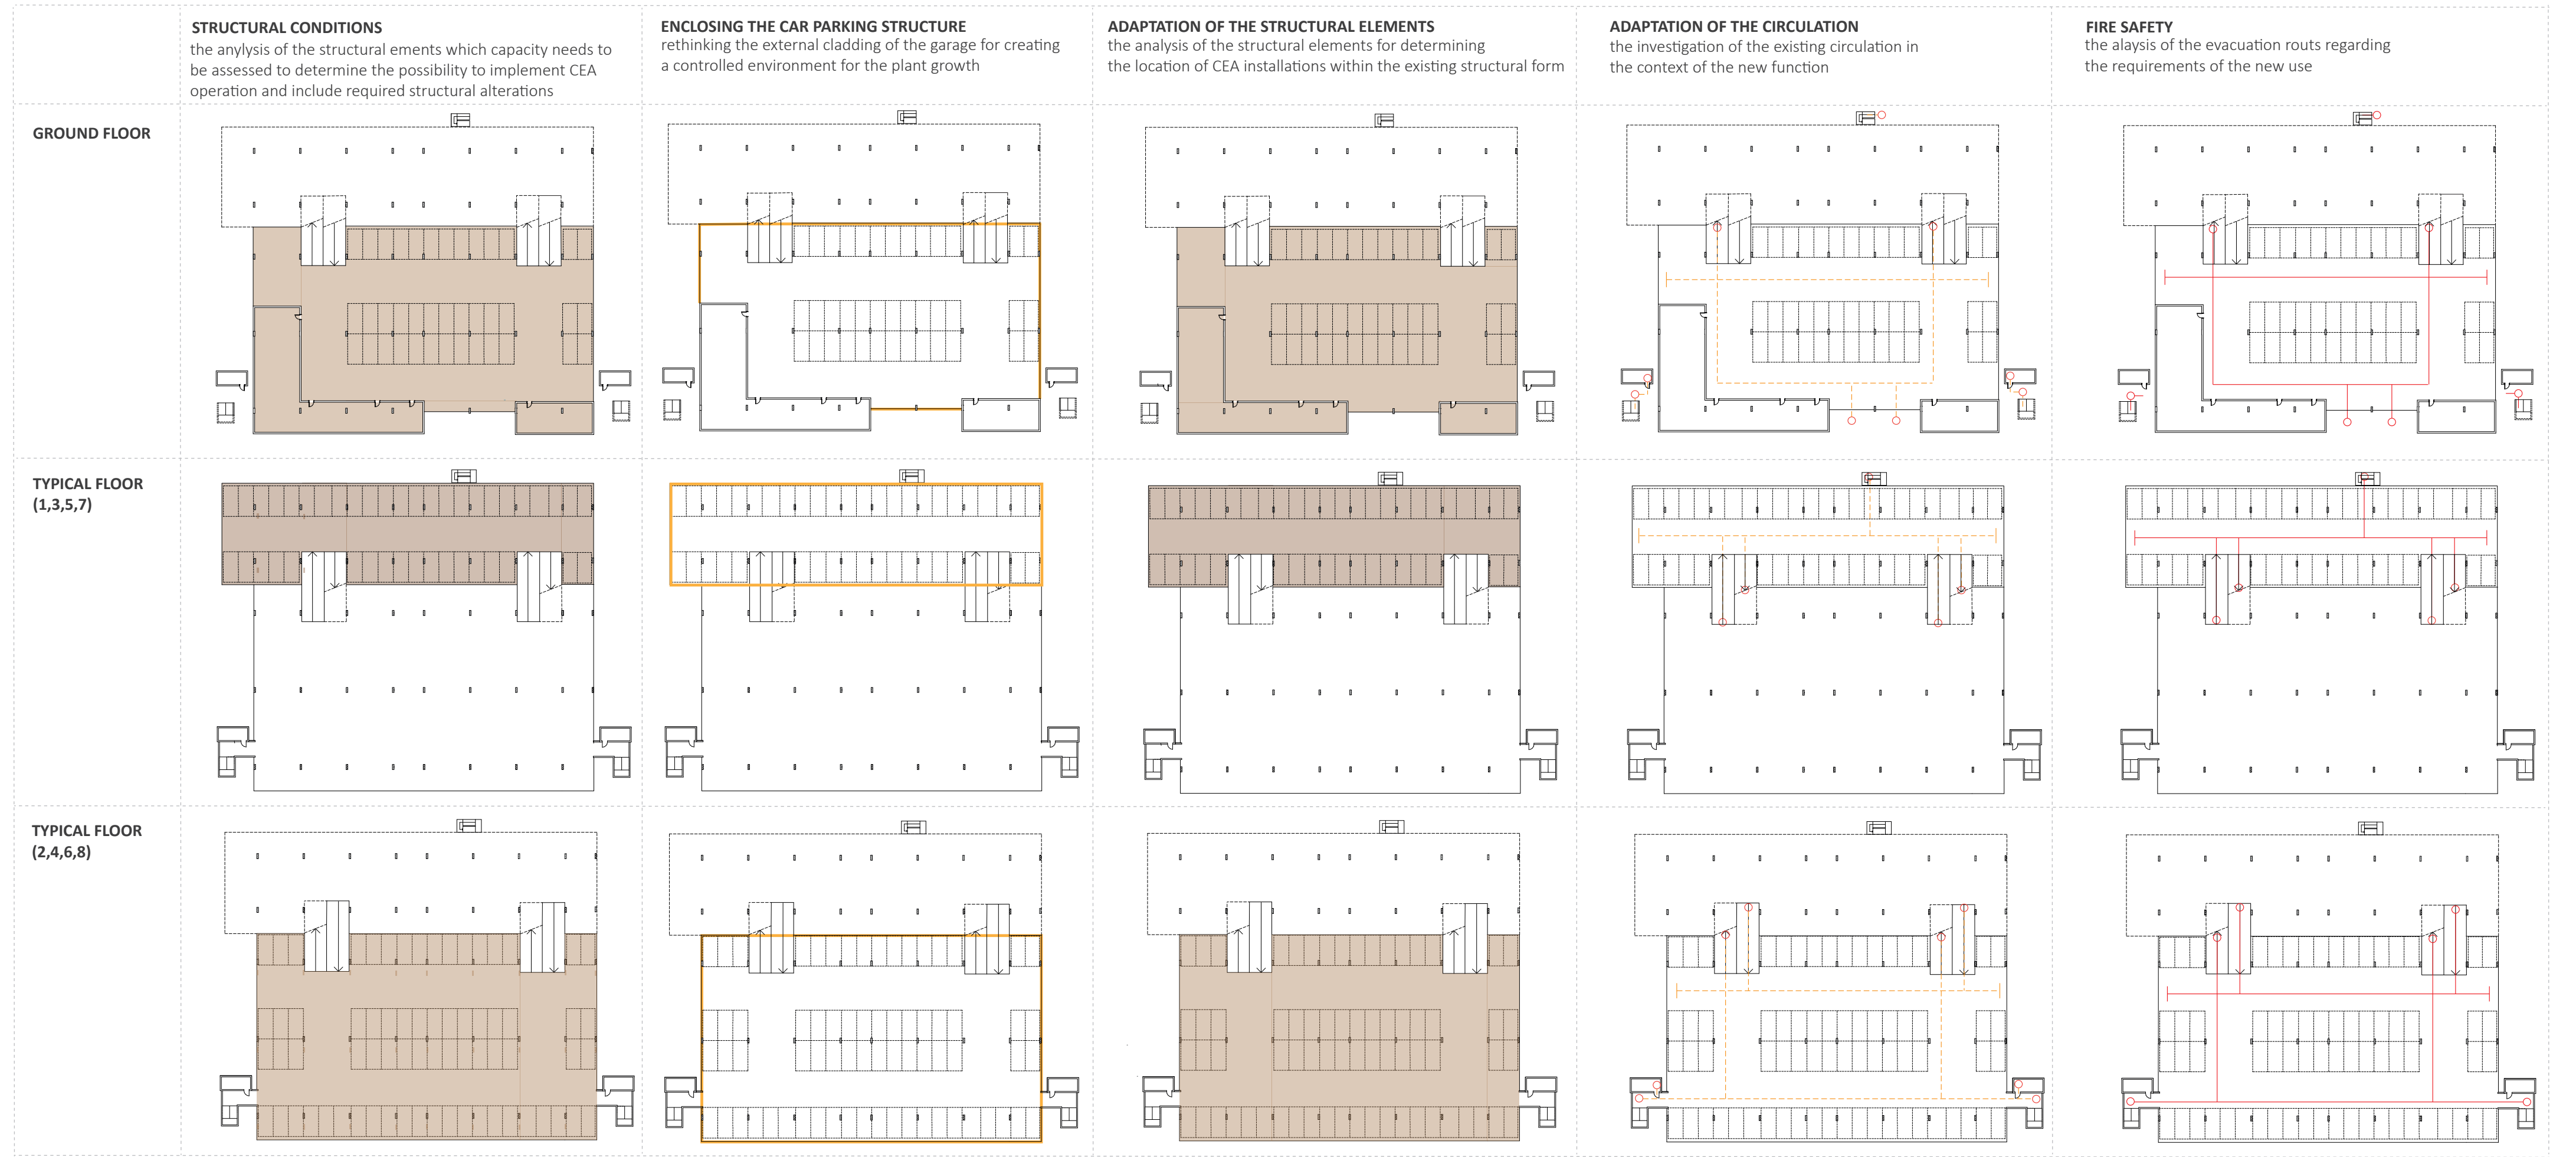 STRUCTURAL CONDITIONS
the anylysis of the structural ements which capacity needs to
be assessed to determine the possibility to implement CEA
operation and include required structural alterations
ENCLOSING THE CAR PARKING STRUCTURE
rethinking the external cladding of the garage for creating
a controlled environment for the plant growth
ADAPTATION OF THE STRUCTURAL ELEMENTS
the analysis of the structural elements for determining
the location of CEA installations within the existing structural form
ADAPTATION OF THE CIRCULATION
the investigation of the existing circulation in
the context of the new function
FIRE SAFETY
the alaysis of the evacuation routs regarding
the requirements of the new use
GROUND FLOOR
TYPICAL FLOOR
(1,3,5,7)
TYPICAL FLOOR
(2,4,6,8)